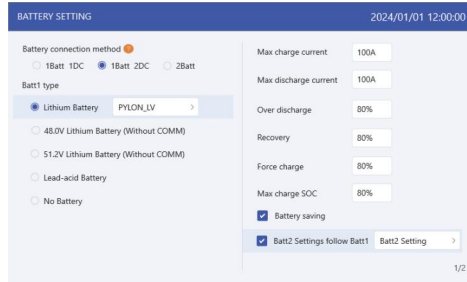 BATTERY SETTING
2024/01/01 12:00:00
Battery connection method ?
1Batt 1DC
1Batt 2DC
2Batt
Batt1 type
Lithium Battery
PYLON_LV >
48.0V Lithium Battery (Without COMM)
51.2V Lithium Battery (Without COMM)
Lead-acid Battery
No Battery
Max charge current 100A
Max discharge current 100A
Over discharge 80%
Recovery 80%
Force charge 80%
Max charge SOC 80%
Battery saving
Batt2 Settings follow Batt1
Batt2 Setting >
1/2